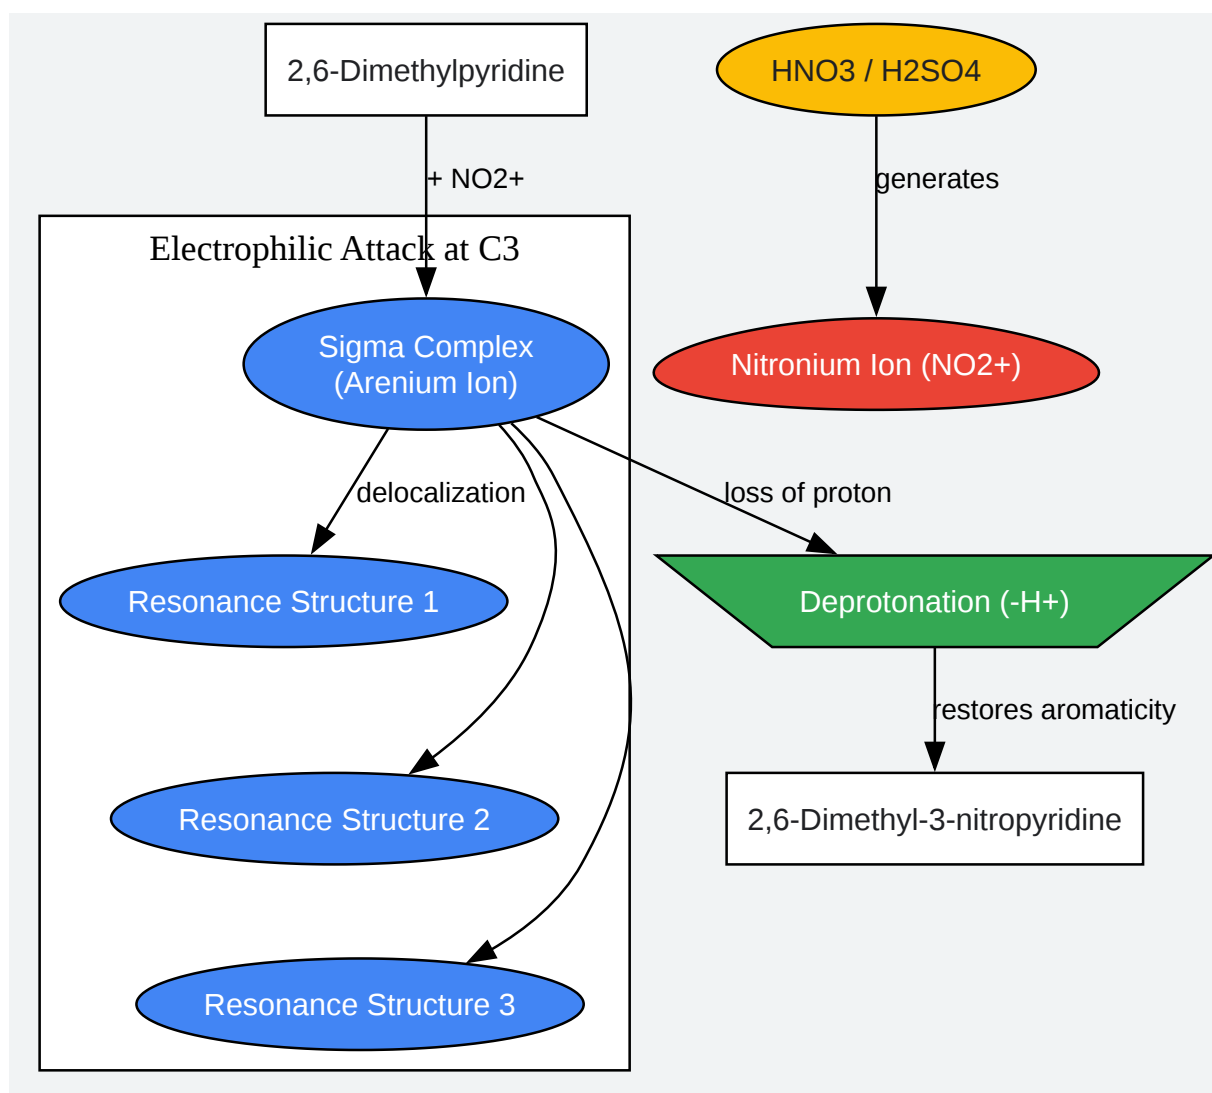 2,6-Dimethylpyridine
HNO3 / H2SO4
+ NO2+
generates
Electrophilic Attack at C3
Sigma Complex
(Arenium Ion)
Nitronium Ion (NO2+)
delocalization
loss of proton
Resonance Structure 1
Deprotonation (-H+)
restores aromaticity
Resonance Structure 2
2,6-Dimethyl-3-nitropyridine
Resonance Structure 3